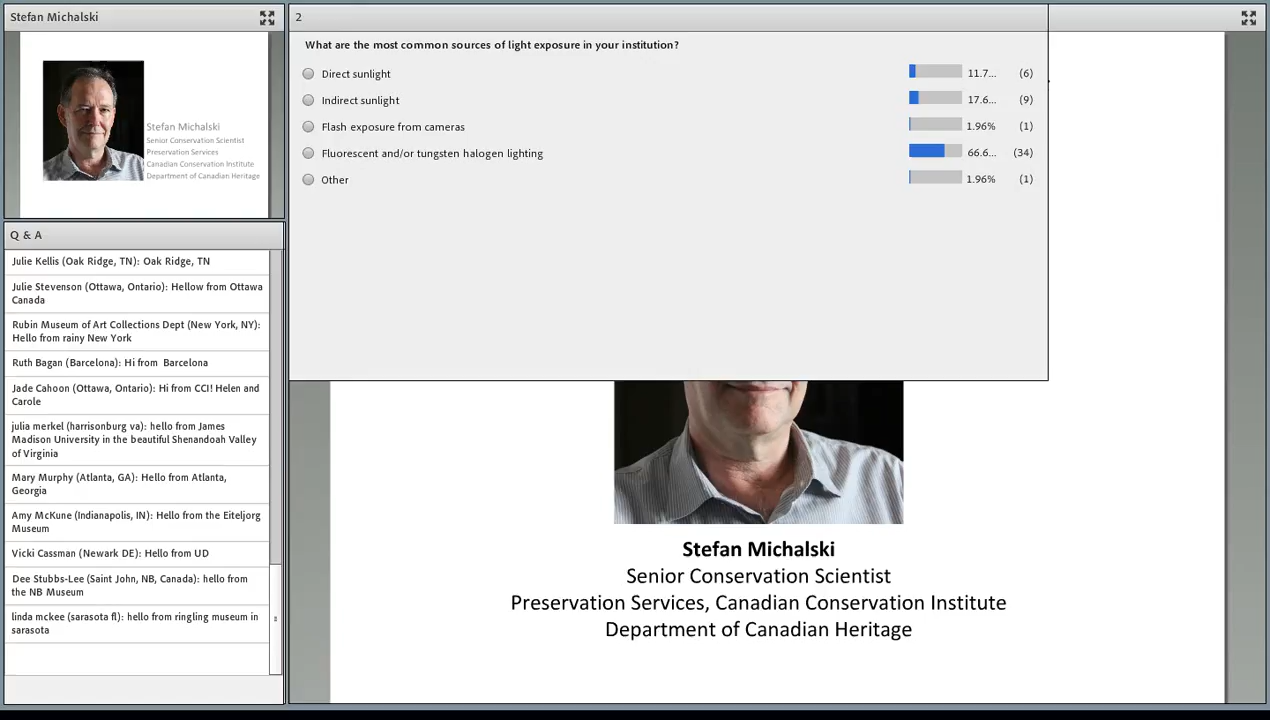 Stefan Michalski
Stefan Michalski
Senior Conservation Scientist
Preservation Services
Canadian Conservation Institute
Department of Canadian Heritage
Q & A
Julie Kellis (Oak Ridge, TN): Oak Ridge, TN
Julie Stevenson (Ottawa, Ontario): Hellow from Ottawa
Canada
Rubin Museum of Art Collections Dept (New York, NY):
Hello from rainy New York
Ruth Bagan (Barcelona): Hi from Barcelona
Jade Cahoon (Ottawa, Ontario): Hi from CCI! Helen and
Carole
julia merkel (harrisonburg va): hello from James
Madison University in the beautiful Shenandoah Valley
of Virginia
Mary Murphy (Atlanta, GA): Hello from Atlanta,
Georgia
Amy McKune (Indianapolis, IN): Hello from the Eiteljorg
Museum
Vicki Cassman (Newark DE): Hello from UD
Dee Stubbs-Lee (Saint John, NB, Canada): hello from
the NB Museum
linda mckee (sarasota fl): hello from ringling museum in
sarasota
2
What are the most common sources of light exposure in your institution?
Direct sunlight 11.7... (6)
Indirect sunlight 17.6... (9)
Flash exposure from cameras 1.96% (1)
Fluorescent and/or tungsten halogen lighting 66.6... (34)
Other 1.96% (1)
Stefan Michalski
Senior Conservation Scientist
Preservation Services, Canadian Conservation Institute
Department of Canadian Heritage